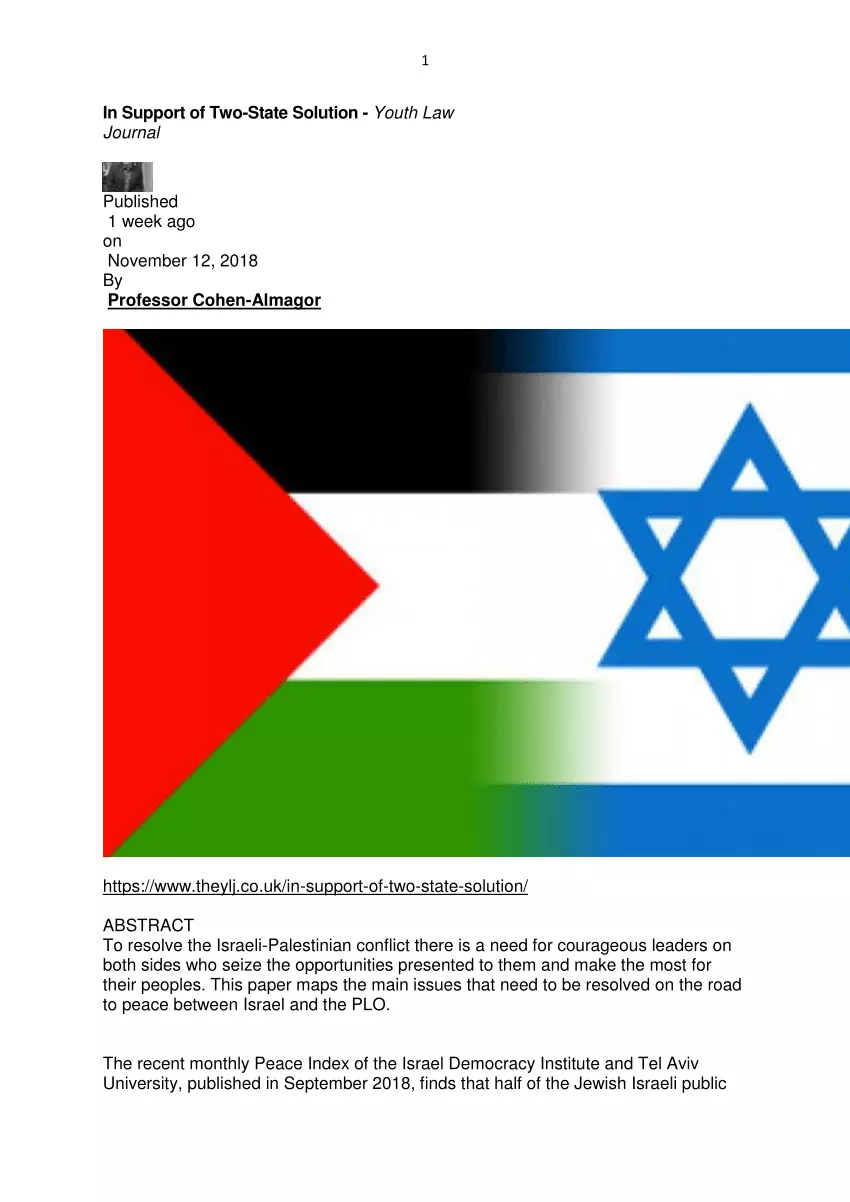 1
In Support of Two-State Solution - Youth Law
Journal
Published
1 week ago
on
November 12, 2018
By
Professor Cohen-Almagor
https://www.theylj.co.uk/in-support-of-two-state-solution/
ABSTRACT
To resolve the Israeli-Palestinian conflict there is a need for courageous leaders on
both sides who seize the opportunities presented to them and make the most for
their peoples. This paper maps the main issues that need to be resolved on the road
to peace between Israel and the PLO.
The recent monthly Peace Index of the Israel Democracy Institute and Tel Aviv
University, published in September 2018, finds that half of the Jewish Israeli public